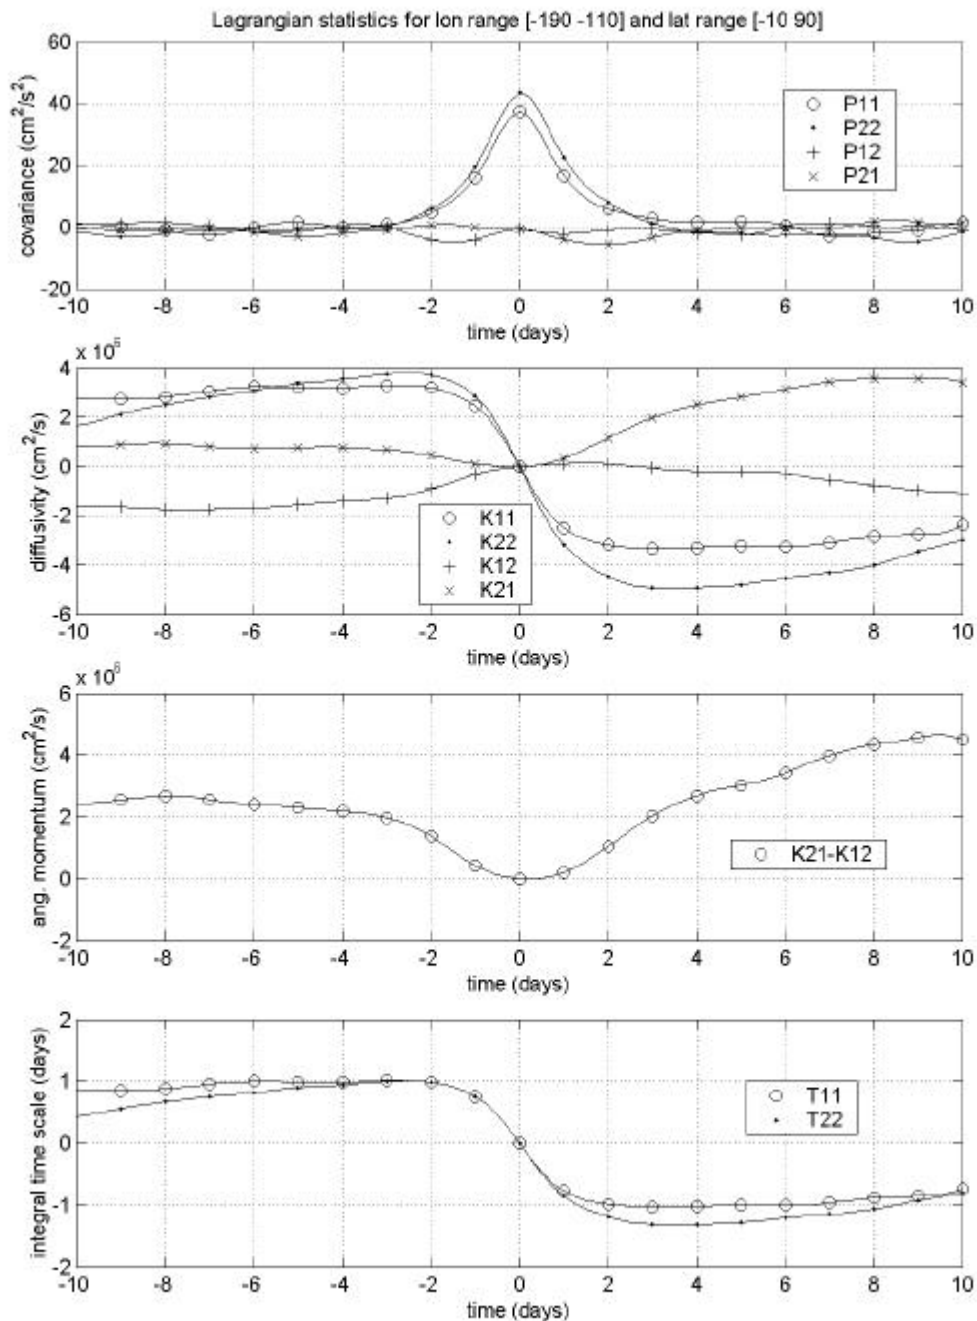 Lagrangian statistics for lon range [-190 -110] and lat range [-10 90]
60
40
20
0
-20
covariance (cm²/s²)
P11
P22
P12
P21
-10 -8 -6 -4 -2 0 2 4 6 8 10
time (days)
x 10⁶
4
2
0
-2
-4
-6
diffusivity (cm²/s)
K11
K22
K12
K21
-10 -8 -6 -4 -2 0 2 4 6 8 10
time (days)
x 10⁶
6
4
2
0
-2
ang. momentum (cm²/s)
K21-K12
-10 -8 -6 -4 -2 0 2 4 6 8 10
time (days)
2
1
0
-1
-2
integral time scale (days)
T11
T22
-10 -8 -6 -4 -2 0 2 4 6 8 10
time (days)